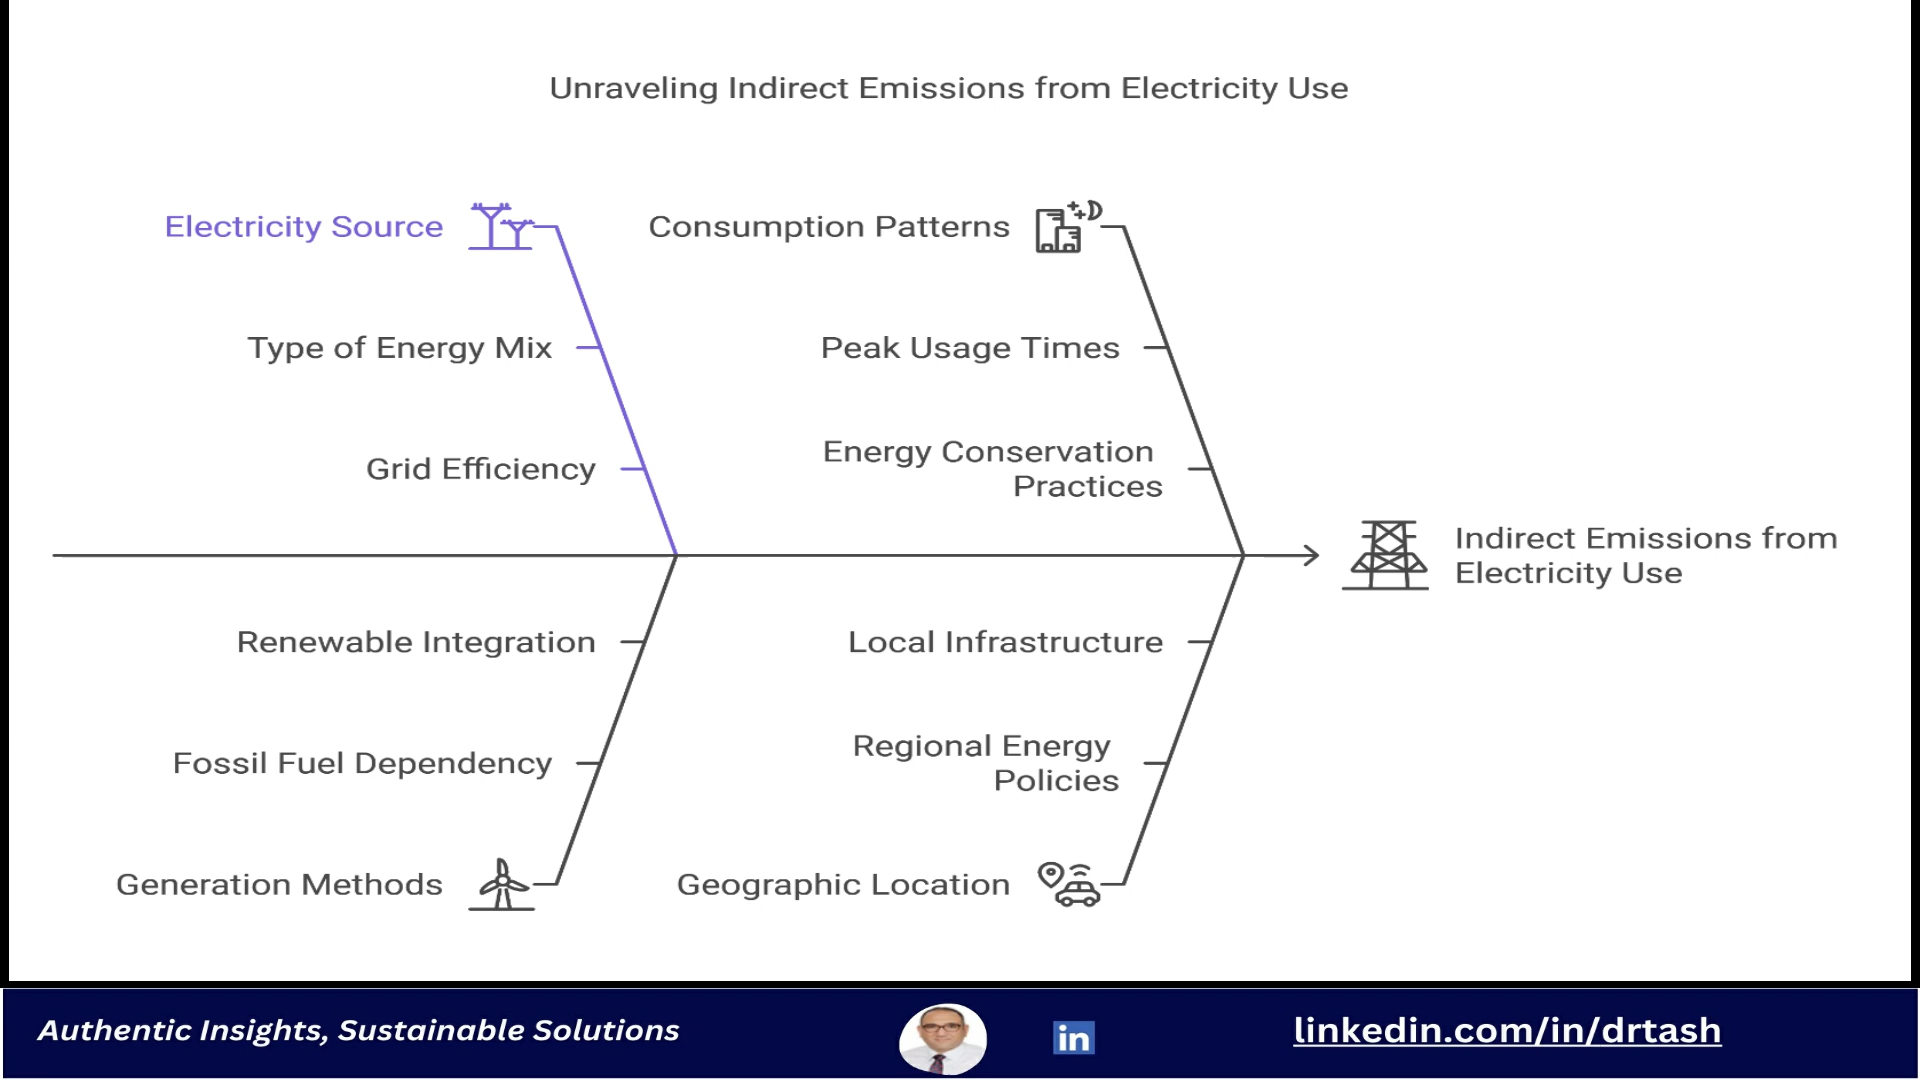 Unraveling Indirect Emissions from Electricity Use
Electricity Source
Consumption Patterns
Type of Energy Mix
Peak Usage Times
Grid Efficiency
Energy Conservation
Practices
Indirect Emissions from
Electricity Use
Renewable Integration
Local Infrastructure
Fossil Fuel Dependency
Regional Energy
Policies
Generation Methods
Geographic Location
Authentic Insights, Sustainable Solutions
in
linkedin.com/in/drtash